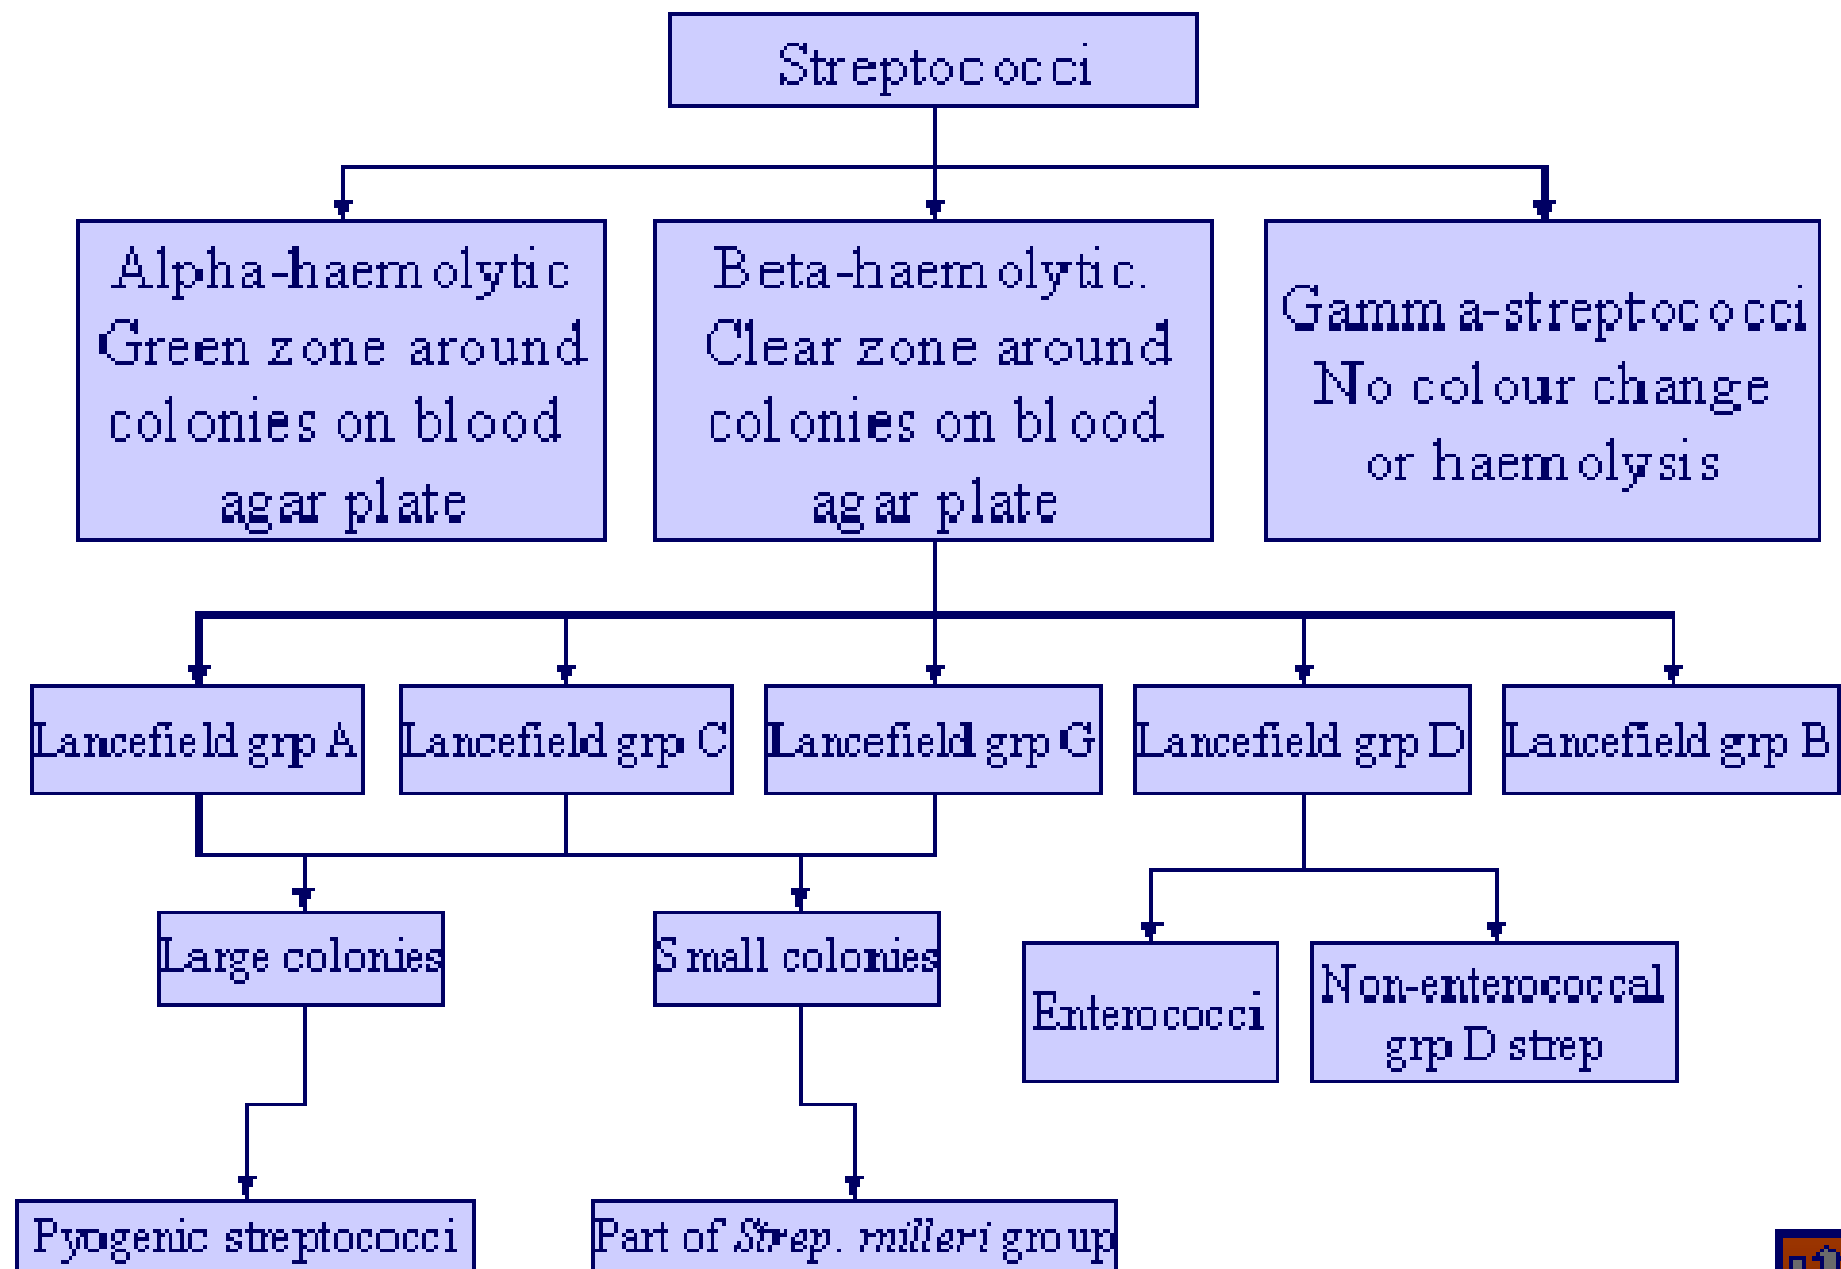 Streptococci
Alpha-haemolytic
Green zone around
colonies on blood
agar plate
Beta-haemolytic.
Clear zone around
colonies on blood
agar plate
Gamma-streptococci
No colour change
or haemolysis
Lancefield grp A
Lancefield grp C
Lancefield grp G
Lancefield grp D
Lancefield grp B
Large colonies
Small colonies
Enterococci
Non-enterococcal
grp D strep
Pyogenic streptococci
Part of Strep. milleri group